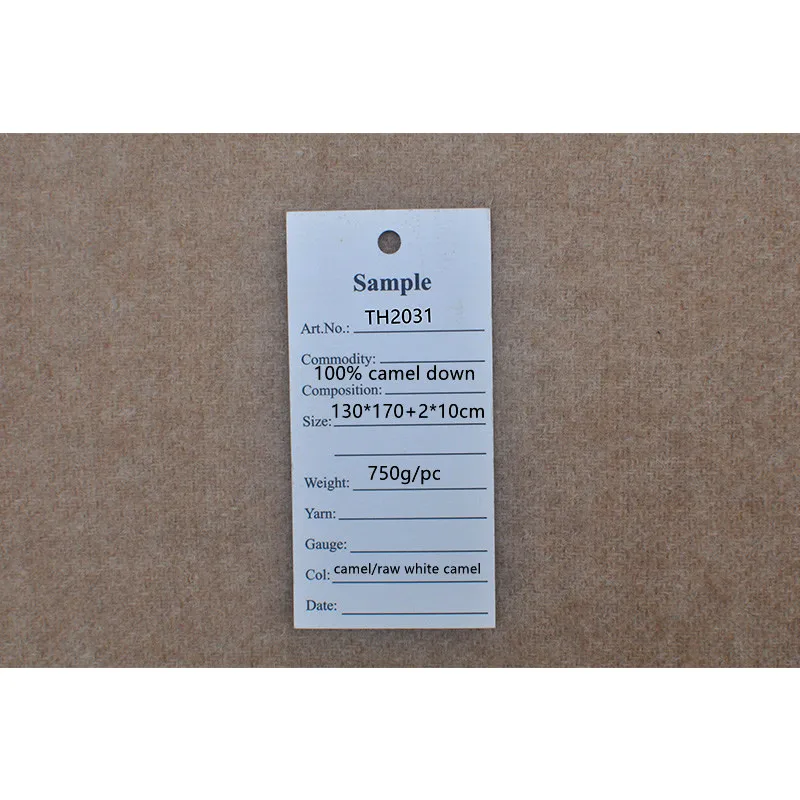 Sample
Art.No.: TH2031
Commodity:
100% camel down
Composition:
Size: 130*170+2*10cm
Weight: 750g/pc
Yarn:
Gauge:
Col: camel/raw white camel
Date: